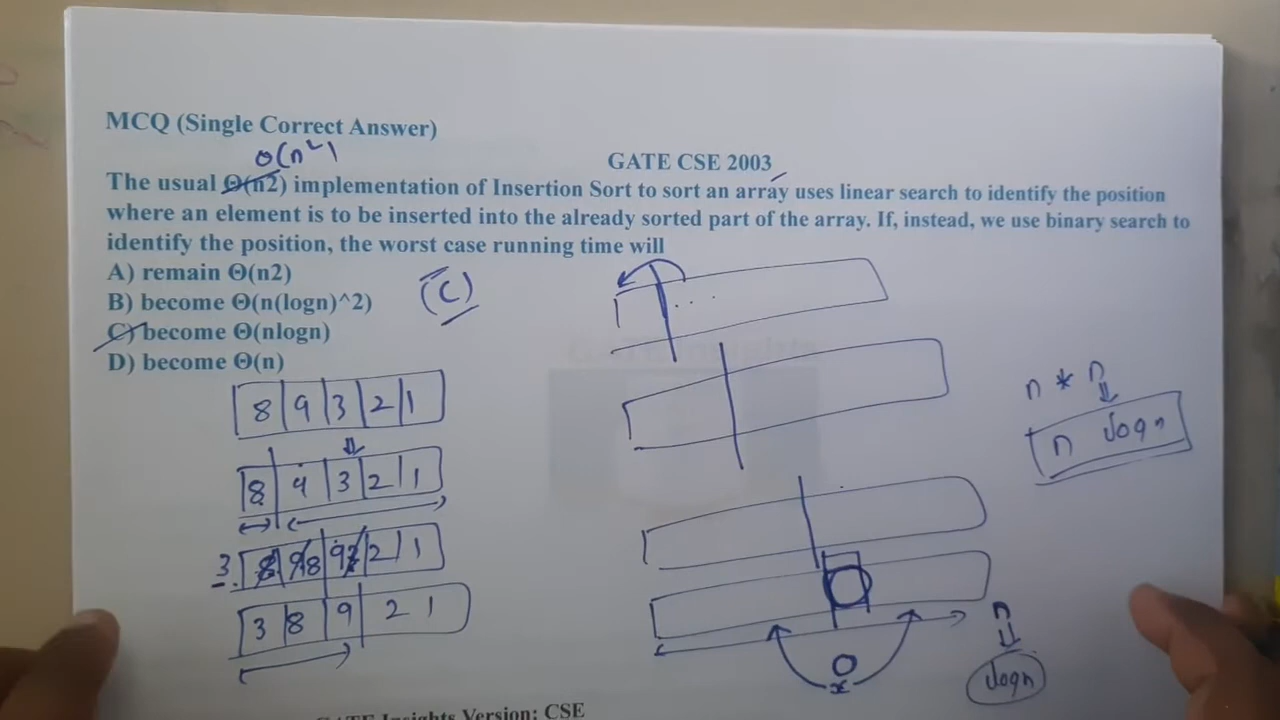 MCQ (Single Correct Answer)
θ(n²)
GATE CSE 2003
The usual Θ(n2) implementation of Insertion Sort to sort an array uses linear search to identify the position
where an element is to be inserted into the already sorted part of the array. If, instead, we use binary search to
identify the position, the worst case running time will
A) remain Θ(n2)
B) become Θ(n(logn)^2)
(C)
C) become Θ(nlogn)
D) become Θ(n)
8 9 3 2 1
n * n
n logn
8 9 3 2 1
3 8 9 8 9 2 1
3 8 9 2 1
n
logn
x
GATE Insights Version: CSE